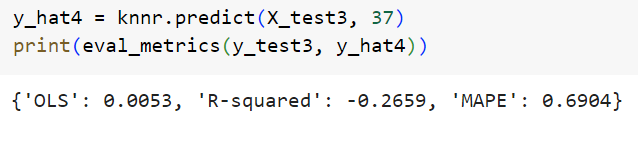 y_hat4 = knnr.predict(X_test3, 37)
print(eval_metrics(y_test3, y_hat4))
{'OLS': 0.0053, 'R-squared': -0.2659, 'MAPE': 0.6904}